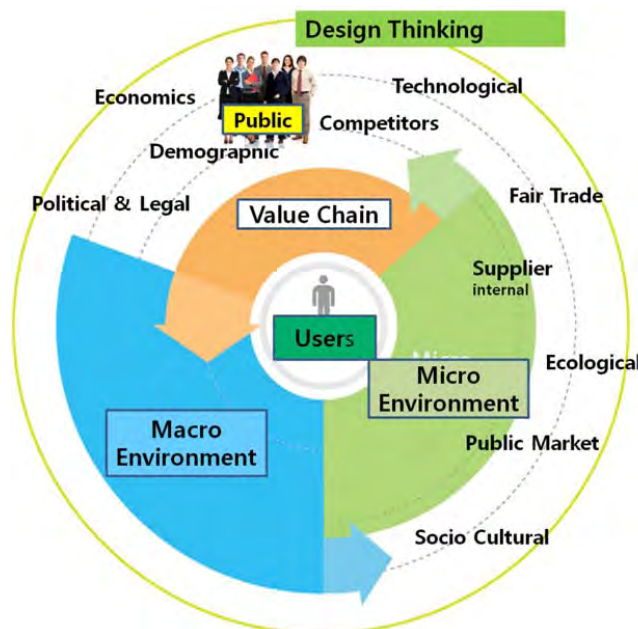 Design Thinking
Technological
Economics
Public
Competitors
Demographic
Political & Legal
Value Chain
Fair Trade
Supplier
internal
Users
Ecological
Micro
Environment
Macro
Environment
Public Market
Socio Cultural